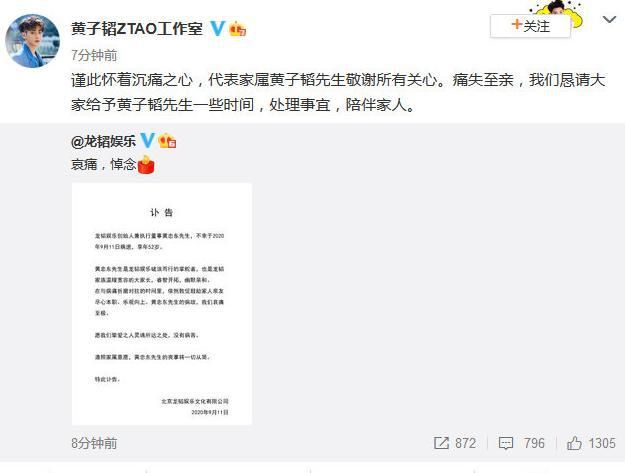 黄子韬ZTAO工作室
+关注
7分钟前
谨此怀着沉痛之心，代表家属黄子韬先生敬谢所有关心。痛失至亲，我们恳请大
家给予黄子韬先生一些时间，处理事宜，陪伴家人。
@龙韬娱乐
哀痛，悼念
讣 告
龙韬娱乐创始人兼执行董事黄忠东先生，不幸于2020
年9月11日病逝，享年52岁。
黄忠东先生是龙韬娱乐破浪而行的掌舵者，也是龙韬
家族温暖宽容的大家长，睿智开拓，幽默亲和。
在与病痛折磨对抗的时间里，依然敦促鼓励家人亲友
尽心本职、乐观向上。黄忠东先生的病故，我们哀痛
至极。
愿我们挚爱之人灵魂所达之处，没有病苦。
遵照家属意愿，黄忠东先生的丧事将一切从简。
特此讣告。
北京龙韬娱乐文化有限公司
2020年9月11日
8分钟前
872
796
1305